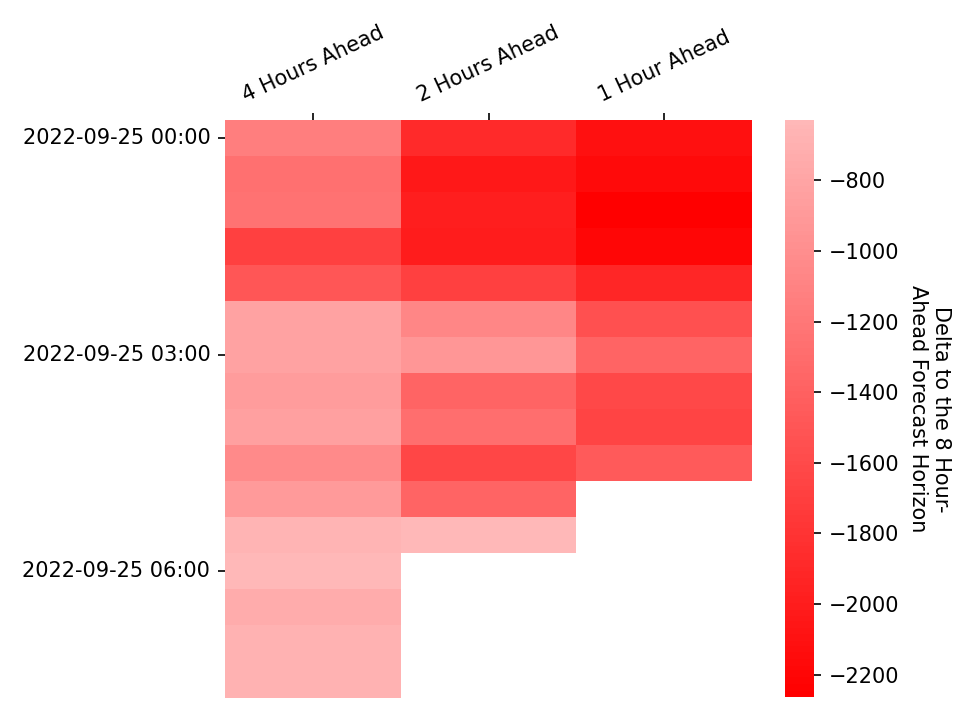 4 Hours Ahead
2 Hours Ahead
1 Hour Ahead
2022-09-25 00:00
2022-09-25 03:00
2022-09-25 06:00
−800
−1000
−1200
−1400
−1600
−1800
−2000
−2200
Delta to the 8 Hour-
Ahead Forecast Horizon